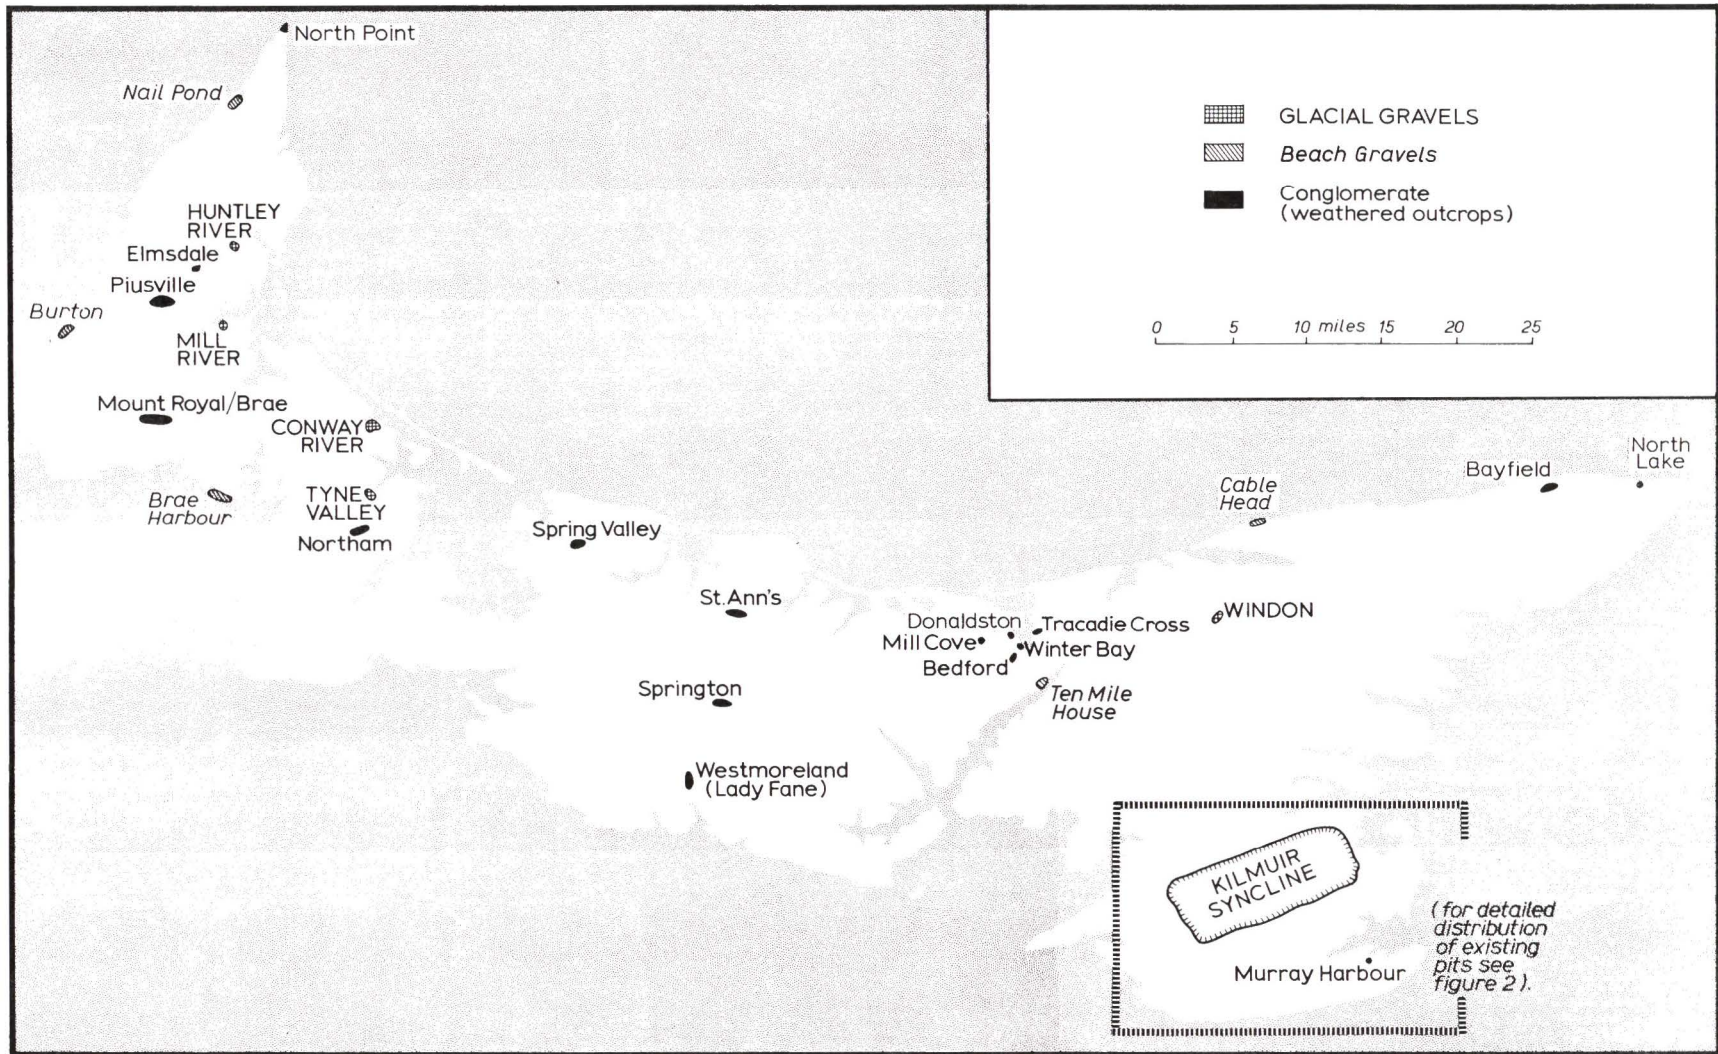 North Point
Nail Pond
HUNTLEY
RIVER
Elmsdale
Piusville
Burton
MILL
RIVER
Mount Royal/Brae
CONWAY
RIVER
Brae
Harbour
TYNE
VALLEY
Northam
Spring Valley
St.Ann's
Springton
Westmoreland
(Lady Fane)
Donaldston
Mill Cove
Tracadie Cross
Winter Bay
Bedford
Ten Mile
House
WINDON
Cable
Head
Bayfield
North
Lake
GLACIAL GRAVELS
Beach Gravels
Conglomerate
(weathered outcrops)
0 5 10 miles 15 20 25
KILMUIR
SYNCLINE
Murray Harbour
(for detailed
distribution
of existing
pits see
figure 2).